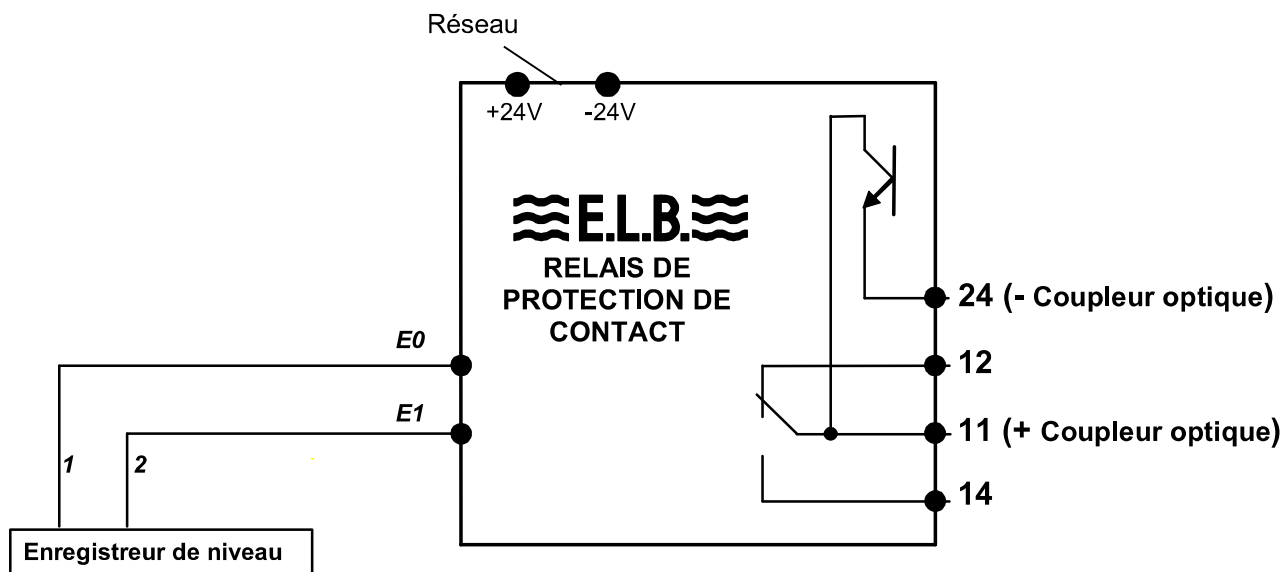 Réseau
+24V
-24V
E.L.B.
RELAIS DE
PROTECTION DE
CONTACT
24 (- Coupleur optique)
E0
12
E1
11 (+ Coupleur optique)
1
2
14
Enregistreur de niveau